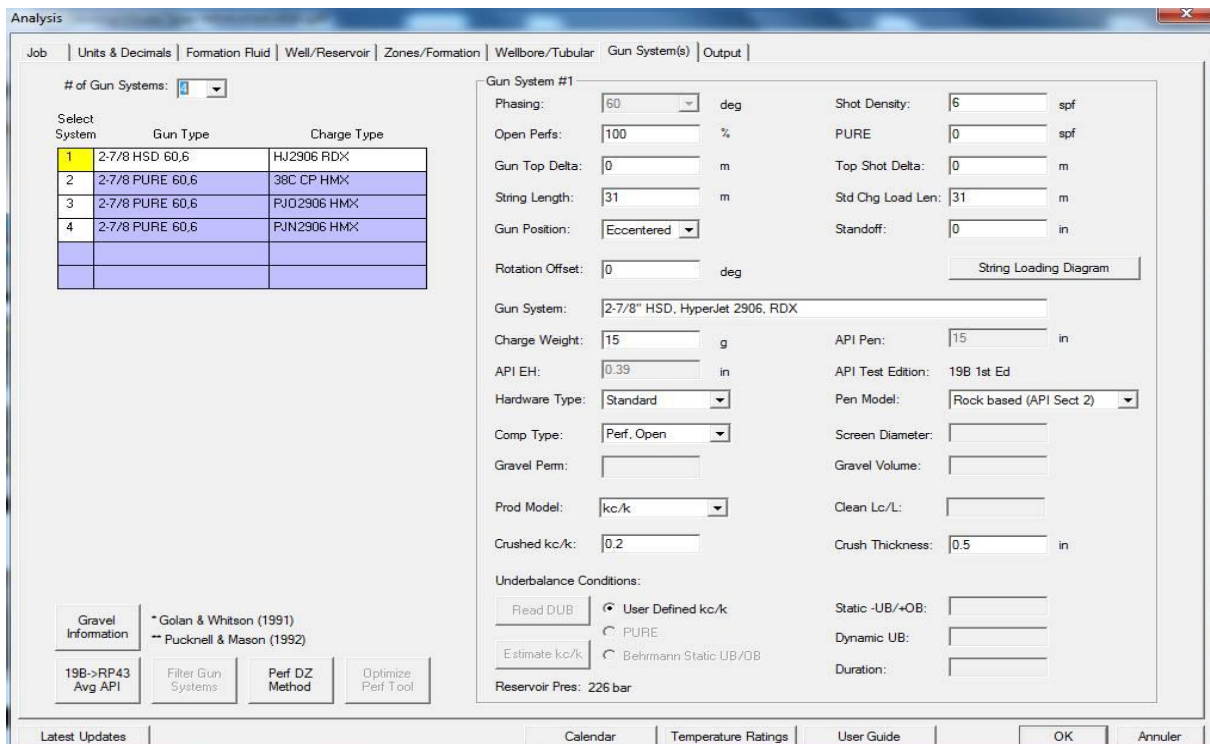 Analysis
Job | Units & Decimals | Formation Fluid | Well/Reservoir | Zones/Formation | Wellbore/Tubular | Gun System(s) | Output
# of Gun Systems: 4
Select System Gun Type Charge Type
1 2-7/8 HSD 60,6 HJ2906 RDX
2 2-7/8 PURE 60,6 38C CP HMX
3 2-7/8 PURE 60,6 PJO2906 HMX
4 2-7/8 PURE 60,6 PJN2906 HMX
Gun System #1
Phasing: 60 deg Shot Density: 6 spf
Open Perfs: 100 % PURE 0 spf
Gun Top Delta: 0 m Top Shot Delta: 0 m
String Length: 31 m Std Chg Load Len: 31 m
Gun Position: Eccentered Standoff: 0 in
Rotation Offset: 0 deg String Loading Diagram
Gun System: 2-7/8" HSD, HyperJet 2906, RDX
Charge Weight: 15 g API Pen: 15 in
API EH: 0.39 in API Test Edition: 19B 1st Ed
Hardware Type: Standard Pen Model: Rock based (API Sect 2)
Comp Type: Perf, Open Screen Diameter:
Gravel Perm: Gravel Volume:
Prod Model: kc/k Clean Lc/L:
Crushed kc/k: 0.2 Crush Thickness: 0.5 in
Underbalance Conditions:
Read DUB User Defined kc/k Static -UB/+OB:
PURE Dynamic UB:
Estimate kc/k Behrmann Static UB/OB
Duration:
Reservoir Pres: 226 bar
Gravel Information * Golan & Whitson (1991)
** Pucknell & Mason (1992)
19B->RP43 Avg API Filter Gun Systems Perf DZ Method Optimize Perf Tool
Latest Updates Calendar Temperature Ratings User Guide OK Annuler